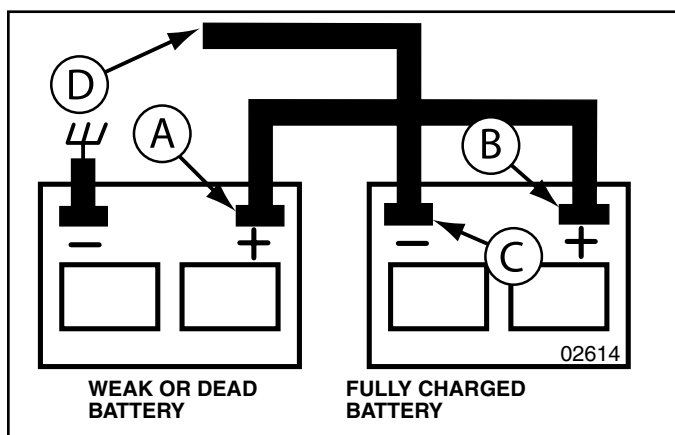 D
A
B
C
− +
− +
02614
WEAK OR DEAD
BATTERY
FULLY CHARGED
BATTERY